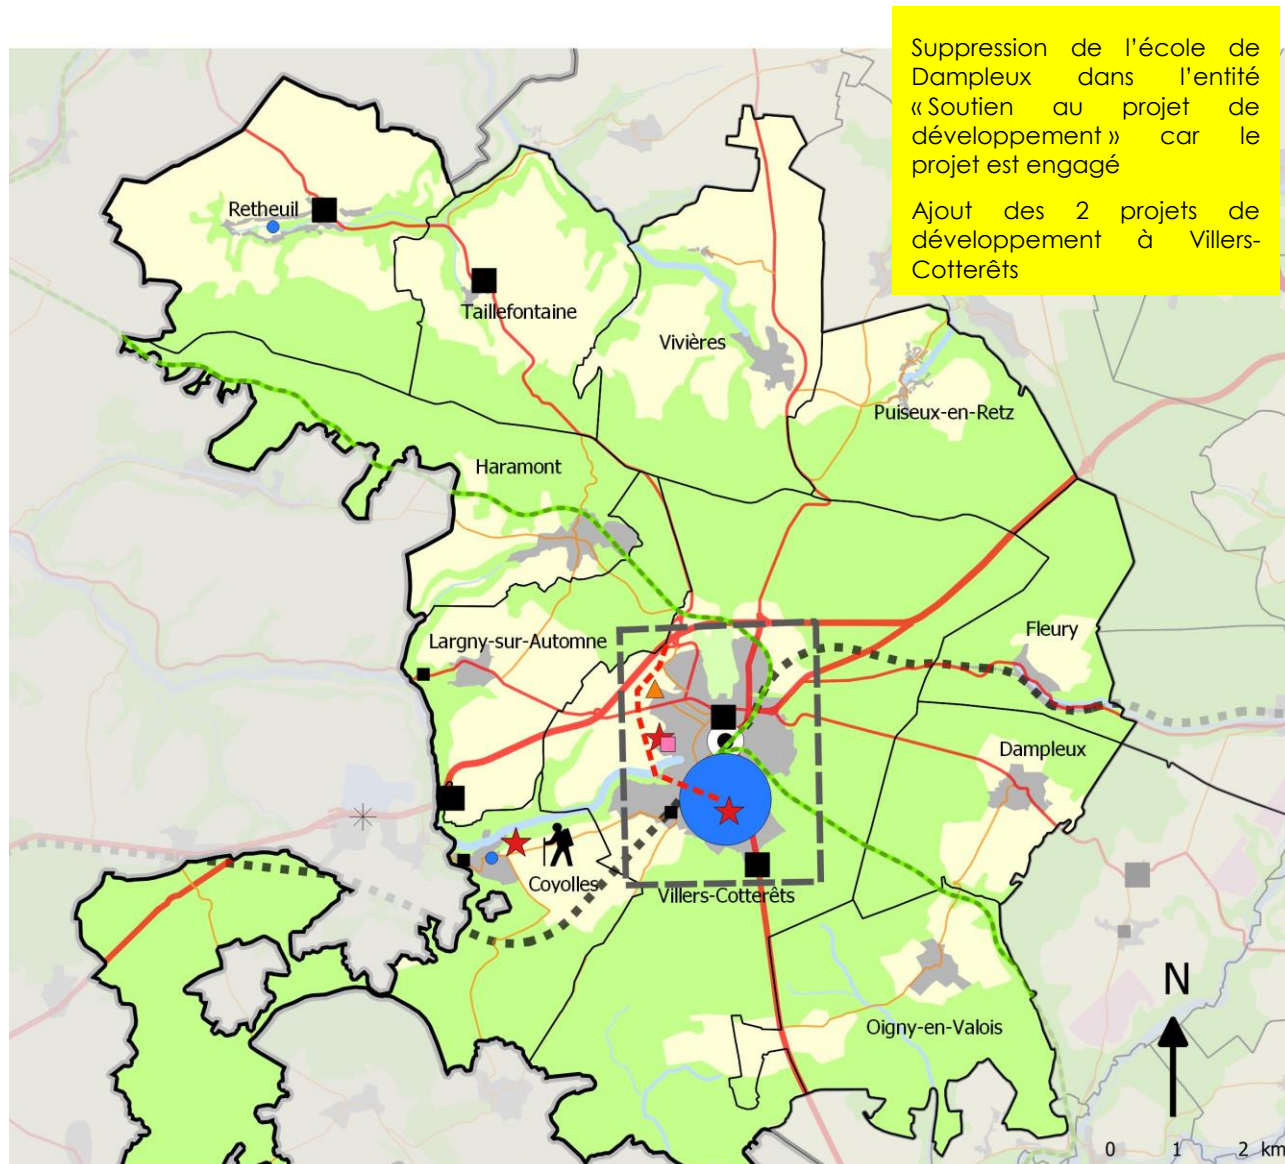 Suppression de l'école de
Dampleux dans l'entité
« Soutien au projet de
développement » car le
projet est engagé
Ajout des 2 projets de
développement à Villers-
Cotterêts
Retheuil
Taillefontaine
Vivières
Puiseux-en-Retz
Haramont
Largny-sur-Automne
Fleury
Dampleux
Coyolles
Villers-Cotterêts
Oigny-en-Valois
N
0 1 2 km